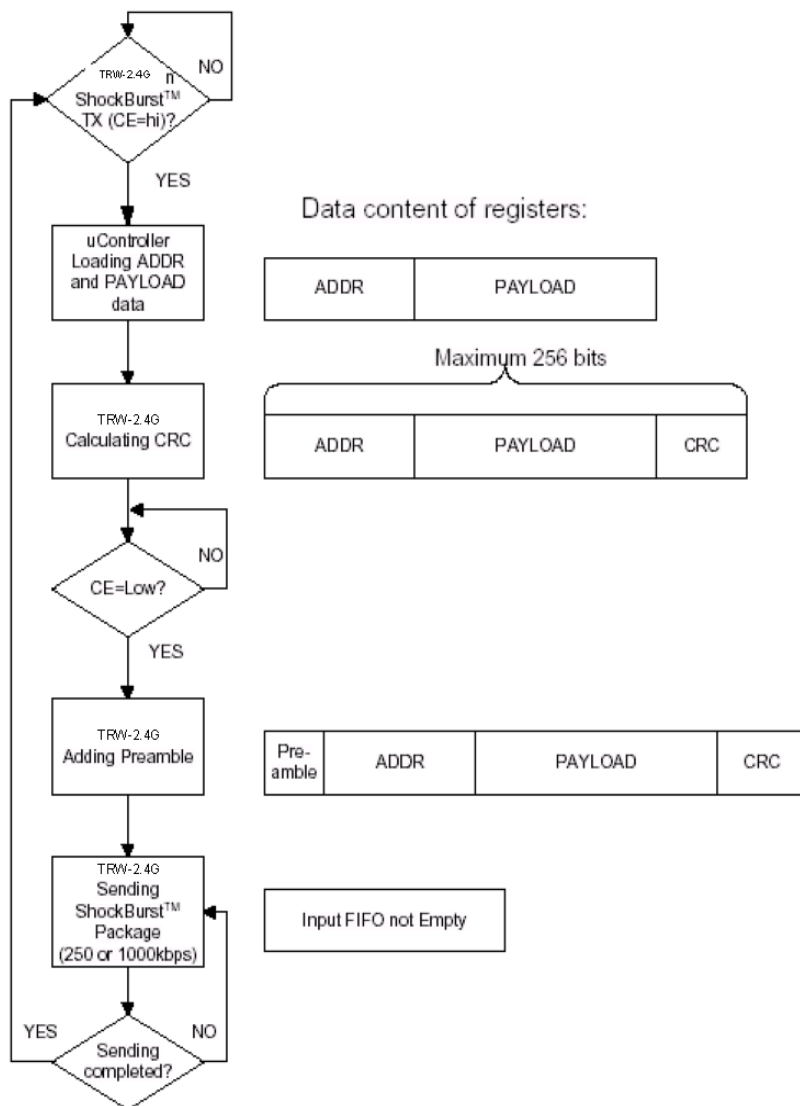 TRW-2.4G n
ShockBurst™
TX (CE=hi)?
NO
YES
Data content of registers:
uController
Loading ADDR
and PAYLOAD
data
ADDR
PAYLOAD
Maximum 256 bits
TRW-2.4G
Calculating CRC
ADDR
PAYLOAD
CRC
NO
CE=Low?
YES
TRW-2.4G
Adding Preamble
Pre-
amble
ADDR
PAYLOAD
CRC
TRW-2.4G
Sending
ShockBurst™
Package
(250 or 1000kbps)
Input FIFO not Empty
YES
NO
Sending
completed?